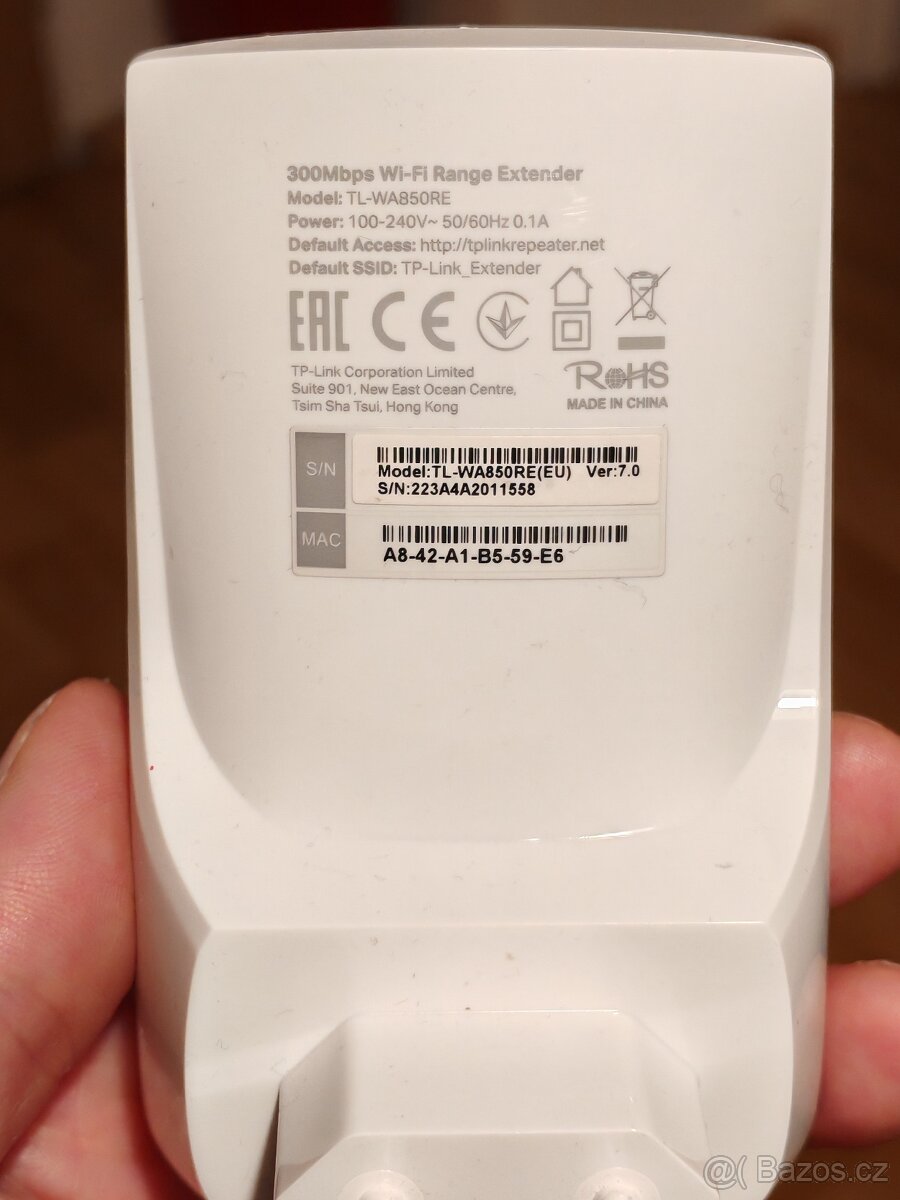 300Mbps Wi-Fi Range Extender
Model: TL-WA850RE
Power: 100-240V~ 50/60Hz 0.1A
Default Access: http://tplinkrepeater.net
Default SSID: TP-Link_Extender
EAC CE
TP-Link Corporation Limited
Suite 901, New East Ocean Centre,
Tsim Sha Tsui, Hong Kong
RoHS
MADE IN CHINA
S/N
Model:TL-WA850RE(EU) Ver:7.0
S/N:223A4A2011558
MAC
A8-42-A1-B5-59-E6
@( Bazos.cz